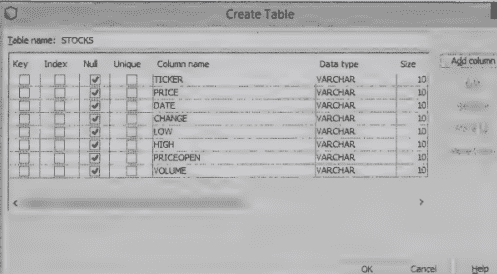 Create Table
Table name: STOCKS
Key Index Null Unique Column name Data type Size
Add column
TICKER VARCHAR 10
PRICE VARCHAR 10
DATE VARCHAR 10
CHANGE VARCHAR 10
LOW VARCHAR 10
HIGH VARCHAR 10
PRICEOPEN VARCHAR 10
VOLUME VARCHAR 10
OK Cancel Help